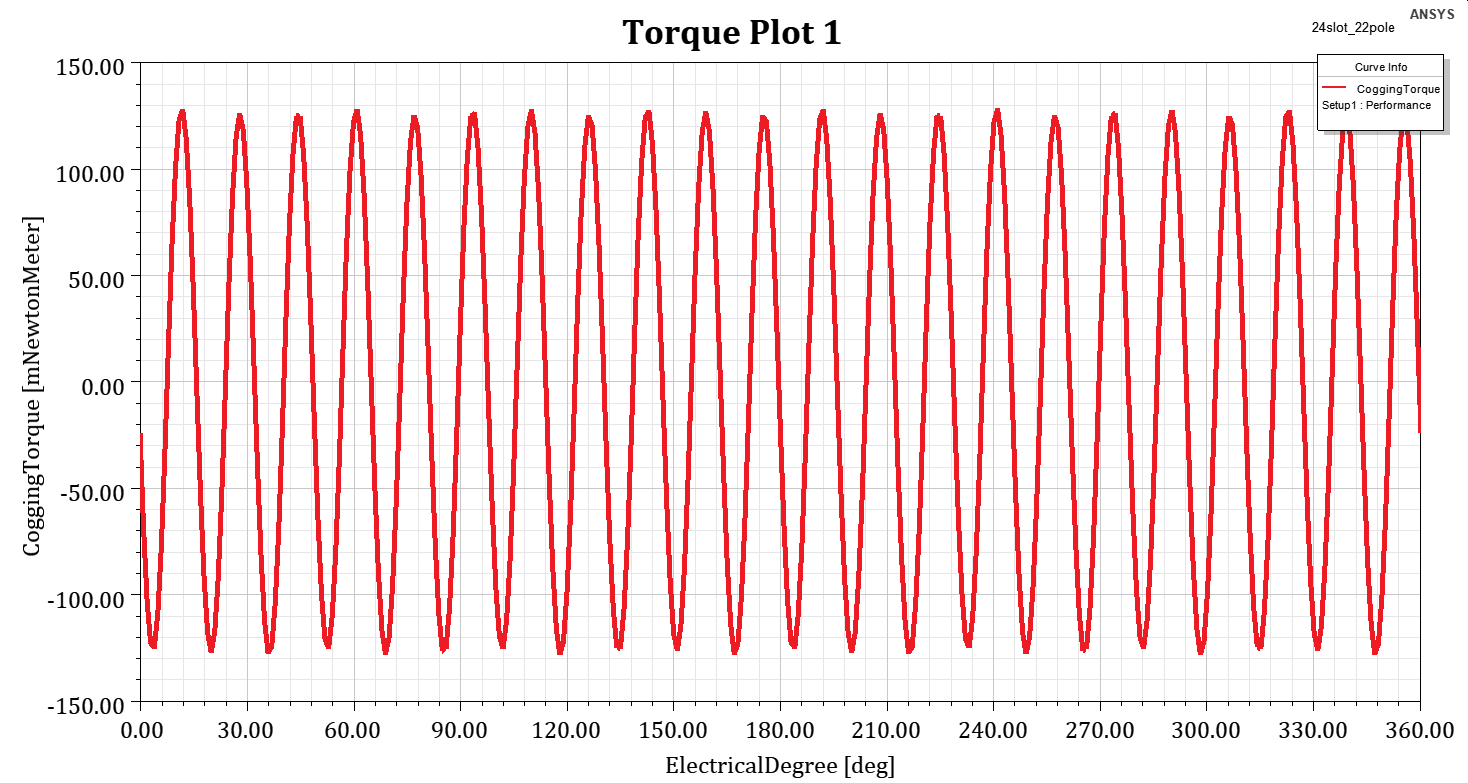 ANSYS
Torque Plot 1
24slot_22pole
Curve Info
CoggingTorque
Setup1 : Performance
150.00
100.00
50.00
0.00
-50.00
-100.00
-150.00
CoggingTorque [mNewtonMeter]
0.00 30.00 60.00 90.00 120.00 150.00 180.00 210.00 240.00 270.00 300.00 330.00 360.00
ElectricalDegree [deg]